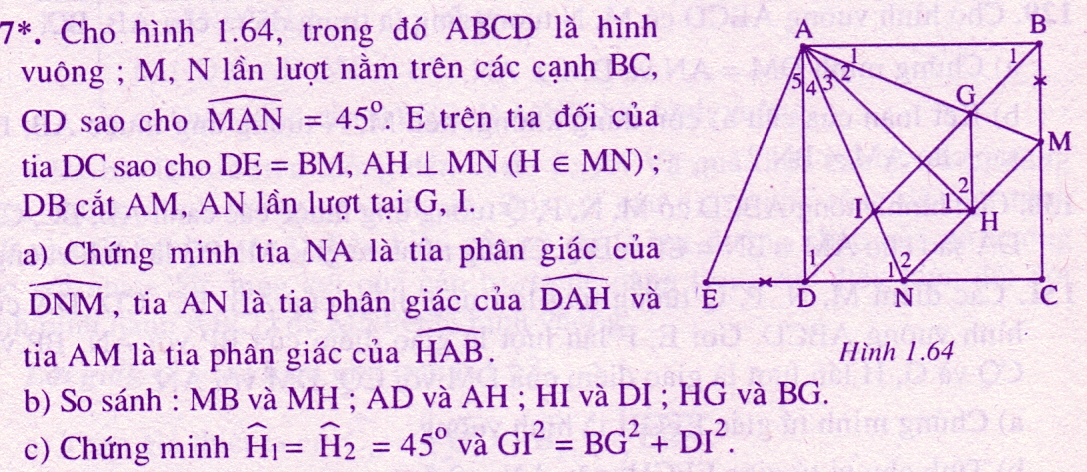 7*. Cho hình 1.64, trong đó ABCD là hình
vuông ; M, N lần lượt nằm trên các cạnh BC,
CD sao cho MAN = 45°. E trên tia đối của
tia DC sao cho DE = BM, AH ⊥ MN (H ∈ MN) ;
DB cắt AM, AN lần lượt tại G, I.
a) Chứng minh tia NA là tia phân giác của
DNM, tia AN là tia phân giác của DAH và
tia AM là tia phân giác của HAB.
b) So sánh : MB và MH ; AD và AH ; HI và DI ; HG và BG.
c) Chứng minh Ĥ1 = Ĥ2 = 45° và GI² = BG² + DI².
A B
1 1
5 4 3 2
G
M
1 2
I H
1 1 2
E D N C
Hình 1.64